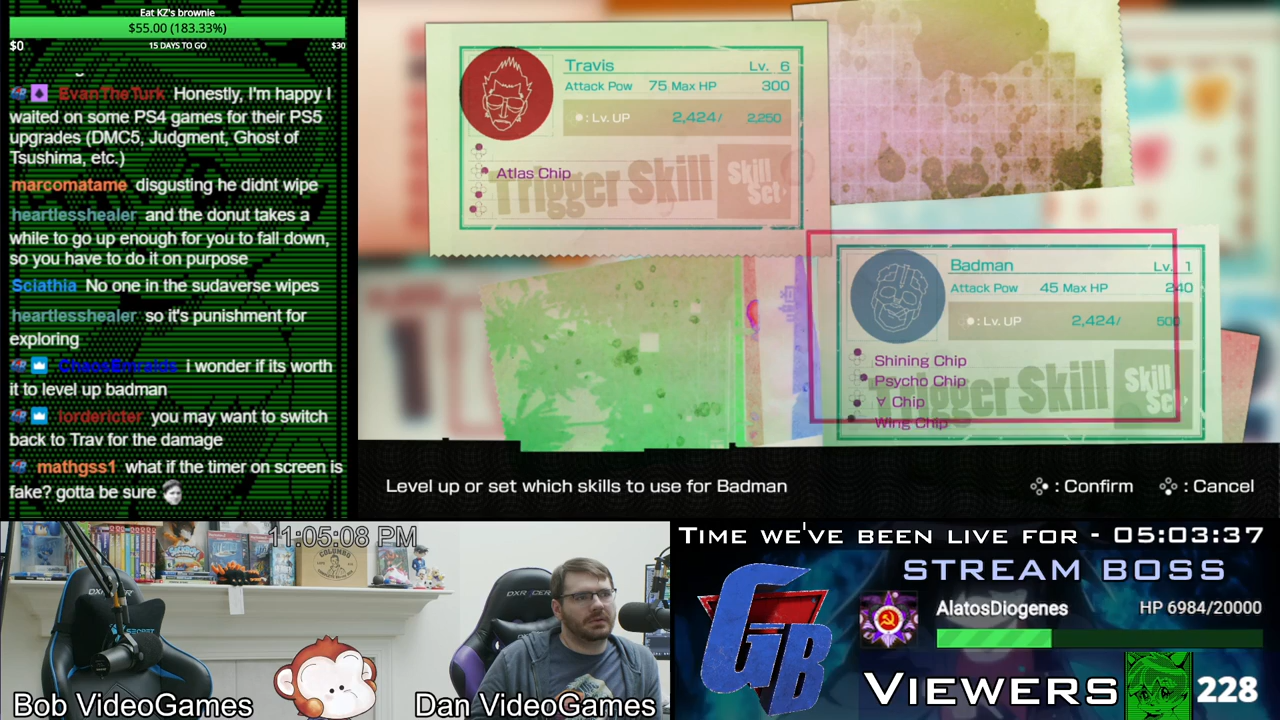 Eat KZ's brownie
$55.00 (183.33%)
$0 15 DAYS TO GO $30
EvanTheTurk Honestly, I'm happy I
waited on some PS4 games for their PS5
upgrades (DMC5, Judgment, Ghost of
Tsushima, etc.)
marcomatame disgusting he didnt wipe
heartlesshealer and the donut takes a
while to go up enough for you to fall down,
so you have to do it on purpose
Sciathia No one in the sudaverse wipes
heartlesshealer so it's punishment for
exploring
i wonder if its worth
it to level up badman
lordericter you may want to switch
back to Trav for the damage
mathgss1 what if the timer on screen is
fake? gotta be sure
Travis Lv. 6
Attack Pow 75 Max HP 300
: Lv. UP 2,424/ 2,250
Atlas Chip
Trigger Skill
Skill
Set
Badman Lv. 1
Attack Pow 45 Max HP 240
: Lv. UP 2,424/ 500
Shining Chip
Psycho Chip
∀ Chip
Wing Chip
Trigger Skill
Skill
Set
Level up or set which skills to use for Badman
: Confirm : Cancel
11:05:08 PM
COLUMBO
DXRACER
DXRACER
Bob VideoGames
Dan VideoGames
TIME WE'VE BEEN LIVE FOR - 05:03:37
STREAM BOSS
AlatosDiogenes HP 6984/20000
GB
VIEWERS 228